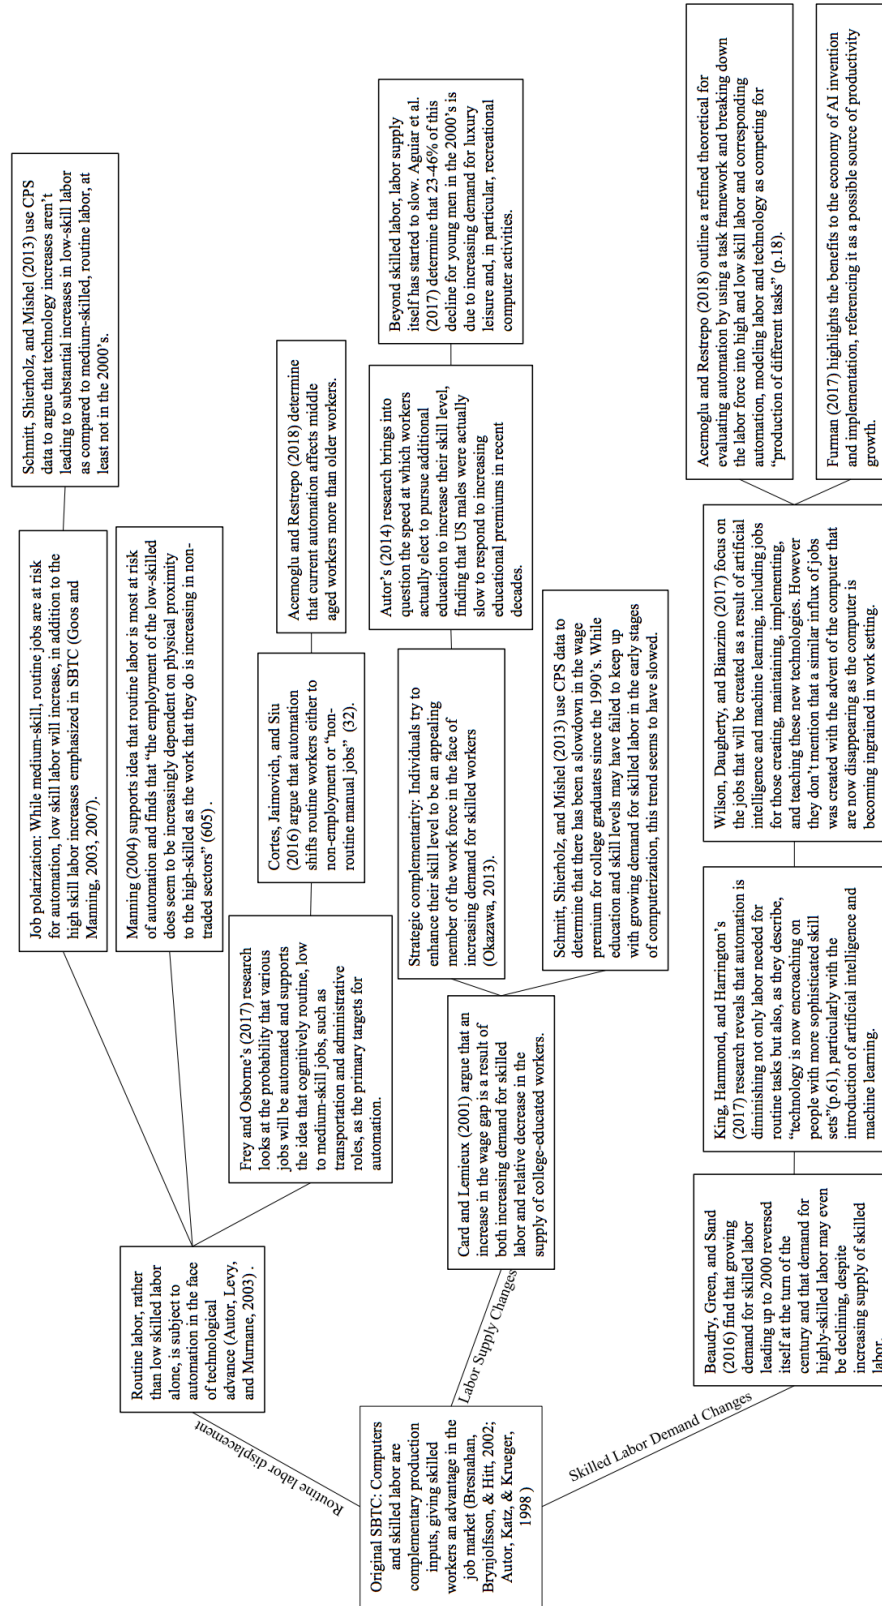 Original SBTC: Computers
and skilled labor are
complementary production
inputs, giving skilled
workers an advantage in the
job market (Bresnahan,
Brynjolfsson, & Hitt, 2002;
Autor, Katz, & Krueger,
1998)
Routine labor displacement
Routine labor, rather
than low skilled labor
alone, is subject to
automation in the face
of technological
advance (Autor, Levy,
and Murnane, 2003) .
Job polarization: While medium-skill, routine jobs are at risk
for automation, low skill labor will increase, in addition to the
high skill labor increases emphasized in SBTC (Goos and
Manning, 2003, 2007).
Schmitt, Shierholz, and Mishel (2013) use CPS
data to argue that technology increases aren’t
leading to substantial increases in low-skill labor
as compared to medium-skilled, routine labor, at
least not in the 2000’s.
Manning (2004) supports idea that routine labor is most at risk
of automation and finds that “the employment of the low-skilled
does seem to be increasingly dependent on physical proximity
to the high-skilled as the work that they do is increasing in non-
traded sectors” (605) .
Frey and Osborne’s (2017) research
looks at the probability that various
jobs will be automated and supports
the idea that cognitively routine, low
to medium-skill jobs, such as
transportation and administrative
roles, as the primary targets for
automation.
Cortes, Jaimovich, and Siu
(2016) argue that automation
shifts routine workers either to
non-employment or “non-
routine manual jobs”  (32).
Acemoglu and Restrepo (2018) determine
that current automation affects middle
aged workers more than older workers.
Labor Supply Changes
Card and Lemieux (2001) argue that an
increase in the wage gap is a result of
both increasing demand for skilled
labor and relative decrease in the
supply of college-educated workers.
Strategic complementarity: Individuals try to
enhance their skill level to be an appealing
member of the work force in the face of
increasing demand for skilled workers
(Okazawa, 2013).
Autor’s (2014) research brings into
question the speed at which workers
actually elect to pursue additional
education to increase their skill level,
finding that US males were actually
slow to respond to increasing
educational premiums in recent
decades.
Beyond skilled labor, labor supply
itself has started to slow. Aguiar et al.
(2017) determine that 23-46% of this
decline for young men in the 2000’s is
due to increasing demand for luxury
leisure and, in particular, recreational
computer activities.
Schmitt, Shierholz, and Mishel (2013) use CPS data to
determine that there has been a slowdown in the wage
premium for college graduates since the 1990’s. While
education and skill levels may have failed to keep up
with growing demand for skilled labor in the early stages
of computerization, this trend seems to have slowed.
Skilled Labor Demand Changes
Beaudry, Green, and Sand
(2016) find that growing
demand for skilled labor
leading up to 2000 reversed
itself at the turn of the
century and that demand for
highly-skilled labor may even
be declining, despite
increasing supply of skilled
labor.
King, Hammond, and Harrington’s
(2017) research reveals that automation is
diminishing not only labor needed for
routine tasks but also, as they describe,
“technology is now encroaching on
people with more sophisticated skill
sets”(p.61), particularly with the
introduction of artificial intelligence and
machine learning.
Wilson, Daugherty, and Bianzino (2017) focus on
the jobs that will be created as a result of artificial
intelligence and machine learning, including jobs
for those creating, maintaining, implementing,
and teaching these new technologies. However
they don’t mention that a similar influx of jobs
was created with the advent of the computer that
are now disappearing as the computer is
becoming ingrained in work setting.
Acemoglu and Restrepo (2018) outline a refined theoretical for
evaluating automation by using a task framework and breaking down
the labor force into high and low skill labor and corresponding
automation, modeling labor and technology as competing for
“production of different tasks” (p.18).
Furman (2017) highlights the benefits to the economy of AI invention
and implementation, referencing it as a possible source of productivity
growth.